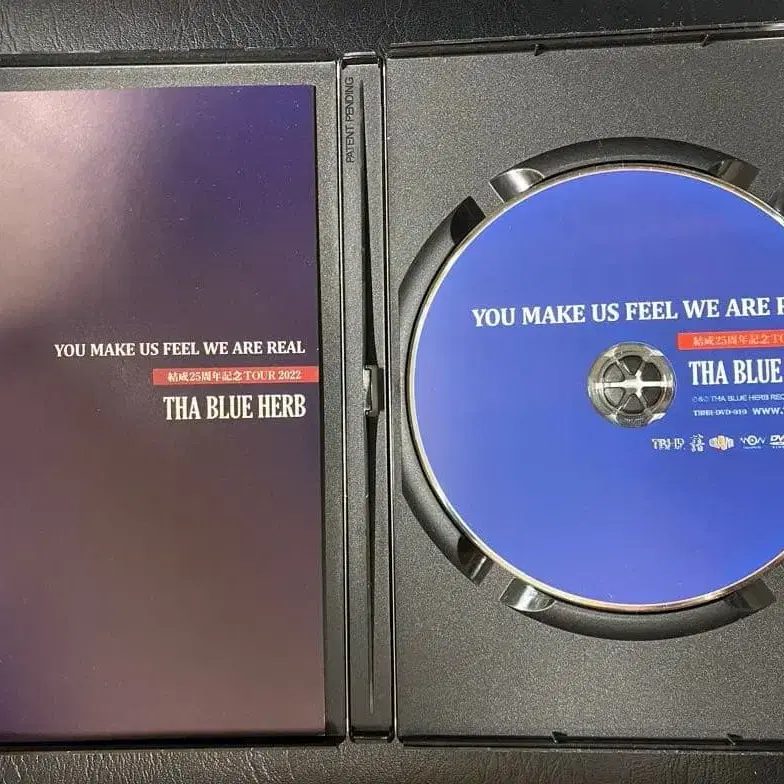 PATENT PENDING
YOU MAKE US FEEL WE ARE REAL
結成25周年記念TOUR 2022
THA BLUE HERB
YOU MAKE US FEEL WE ARE
結成25周年記念TO
THA BLUE
℗&© THA BLUE HERB REC
TBHR-DVD-010 WWW.